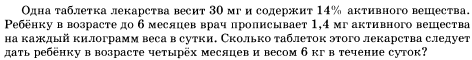 Одна таблетка лекарства весит 30 мг и содержит 14% активного вещества.
Ребёнку в возрасте до 6 месяцев врач прописывает 1,4 мг активного вещества
на каждый килограмм веса в сутки. Сколько таблеток этого лекарства следует
дать ребёнку в возрасте четырёх месяцев и весом 6 кг в течение суток?